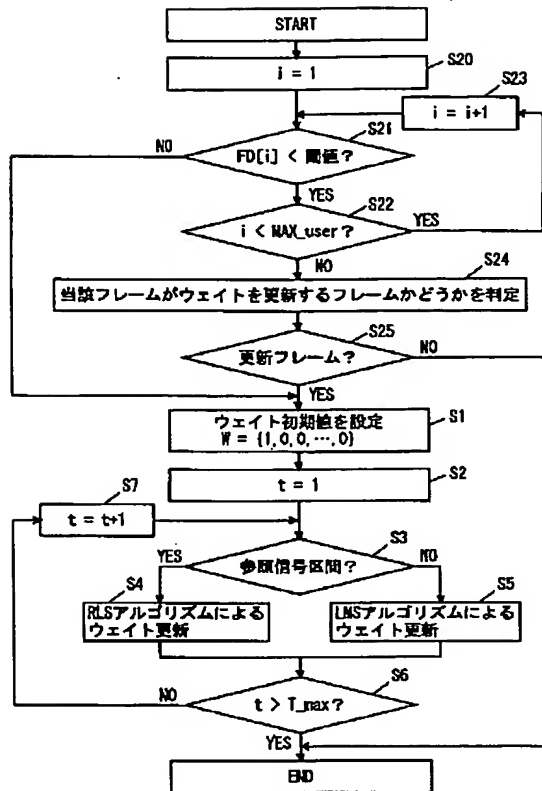 START
S20
i = 1
S23
i = i+1
S21
NO
FD[i] < 閾値?
YES
S22
i < MAX_user?
YES
NO
S24
当該フレームがウェイトを更新するフレームかどうかを判定
S25
更新フレーム?
NO
YES
S1
ウェイト初期値を設定
W = {1,0,0,…,0}
S2
t = 1
S7
t = t+1
S3
YES
参照信号区間?
NO
S4
RLSアルゴリズムによる
ウェイト更新
S5
LMSアルゴリズムによる
ウェイト更新
S6
NO
t > T_max?
YES
END